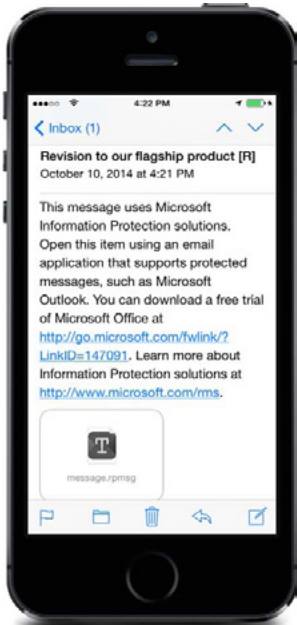 4:22 PM
Inbox (1)
Revision to our flagship product [R]
October 10, 2014 at 4:21 PM
This message uses Microsoft
Information Protection solutions.
Open this item using an email
application that supports protected
messages, such as Microsoft
Outlook. You can download a free trial
of Microsoft Office at
http://go.microsoft.com/fwlink/?
LinkID=147091. Learn more about
Information Protection solutions at
http://www.microsoft.com/rms.
T
message.rpmsg